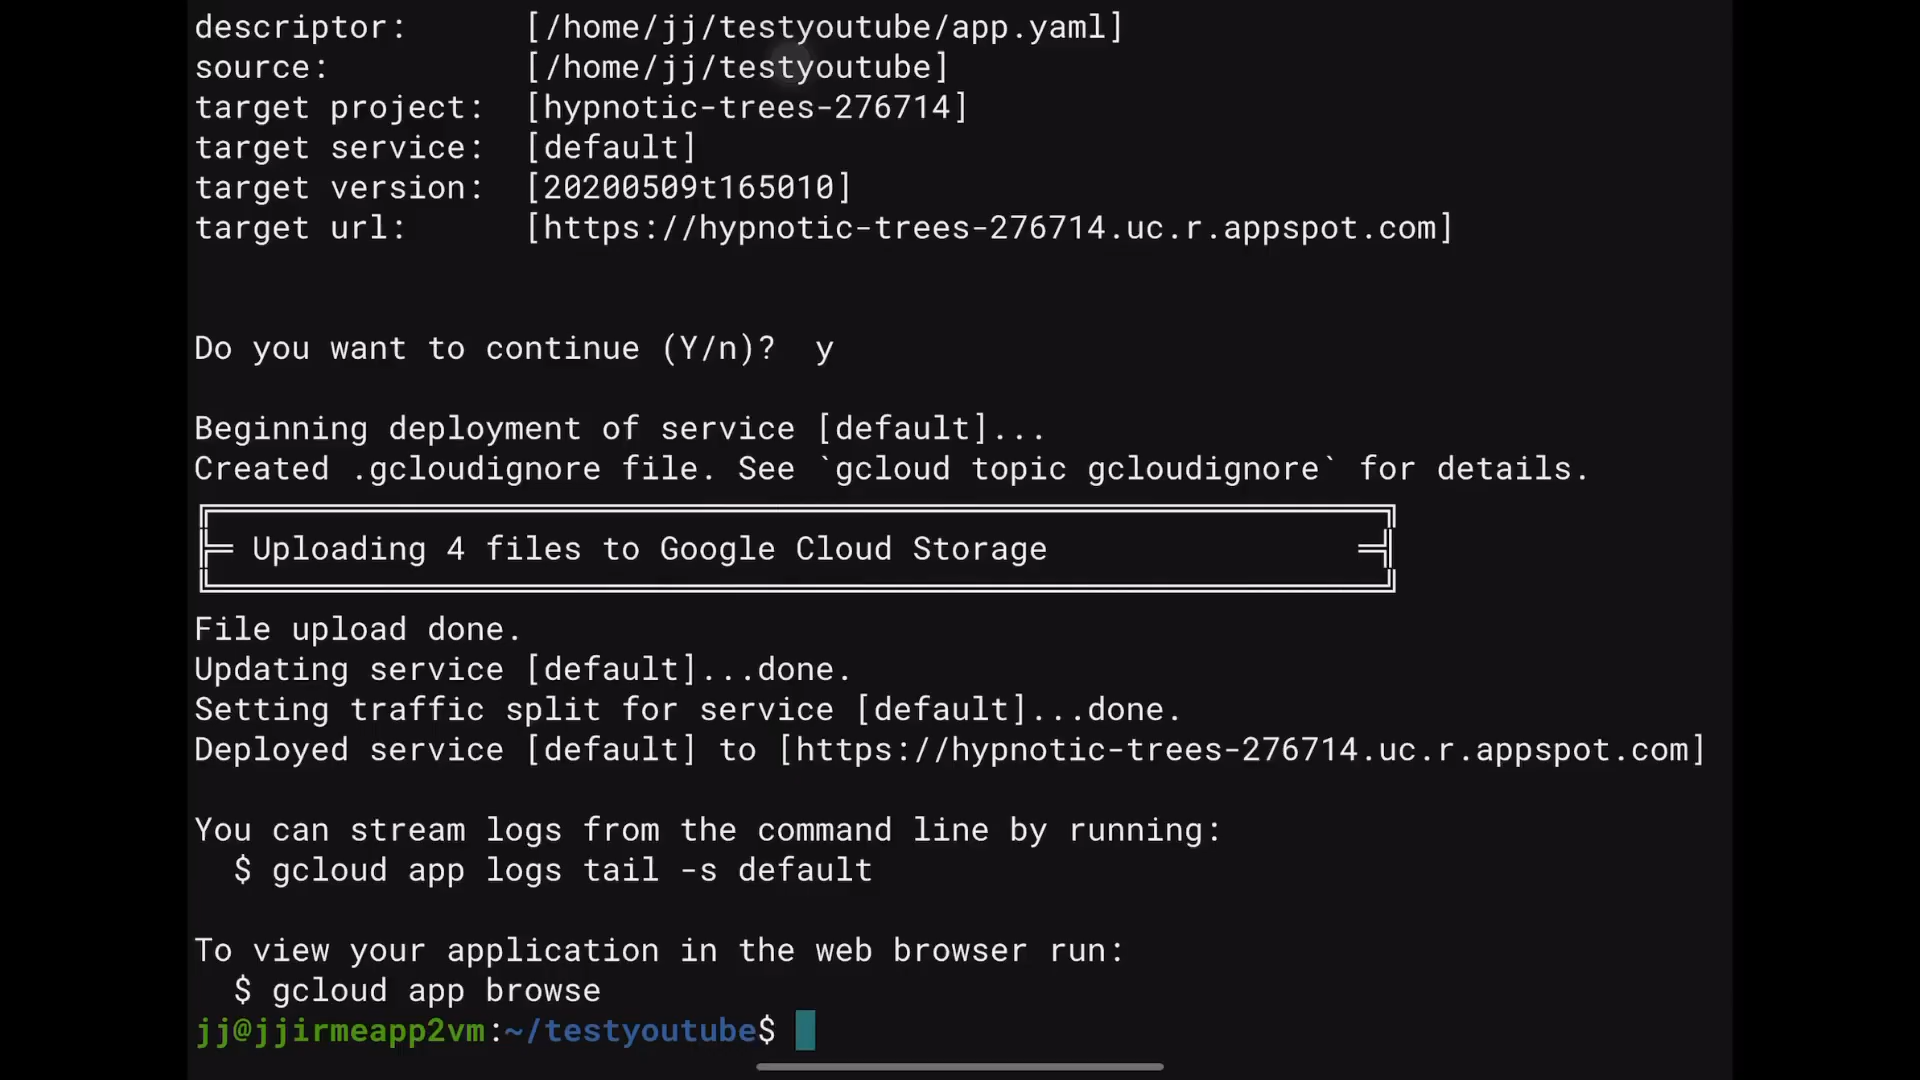 descriptor:      [/home/jj/testyoutube/app.yaml]
source:          [/home/jj/testyoutube]
target project:  [hypnotic-trees-276714]
target service:  [default]
target version:  [20200509t165010]
target url:      [https://hypnotic-trees-276714.uc.r.appspot.com]
Do you want to continue (Y/n)?  y
Beginning deployment of service [default]...
Created .gcloudignore file. See `gcloud topic gcloudignore` for details.
Uploading 4 files to Google Cloud Storage
File upload done.
Updating service [default]...done.
Setting traffic split for service [default]...done.
Deployed service [default] to [https://hypnotic-trees-276714.uc.r.appspot.com]
You can stream logs from the command line by running:
  $ gcloud app logs tail -s default
To view your application in the web browser run:
  $ gcloud app browse
jj@jjirmeapp2vm:~/testyoutube$